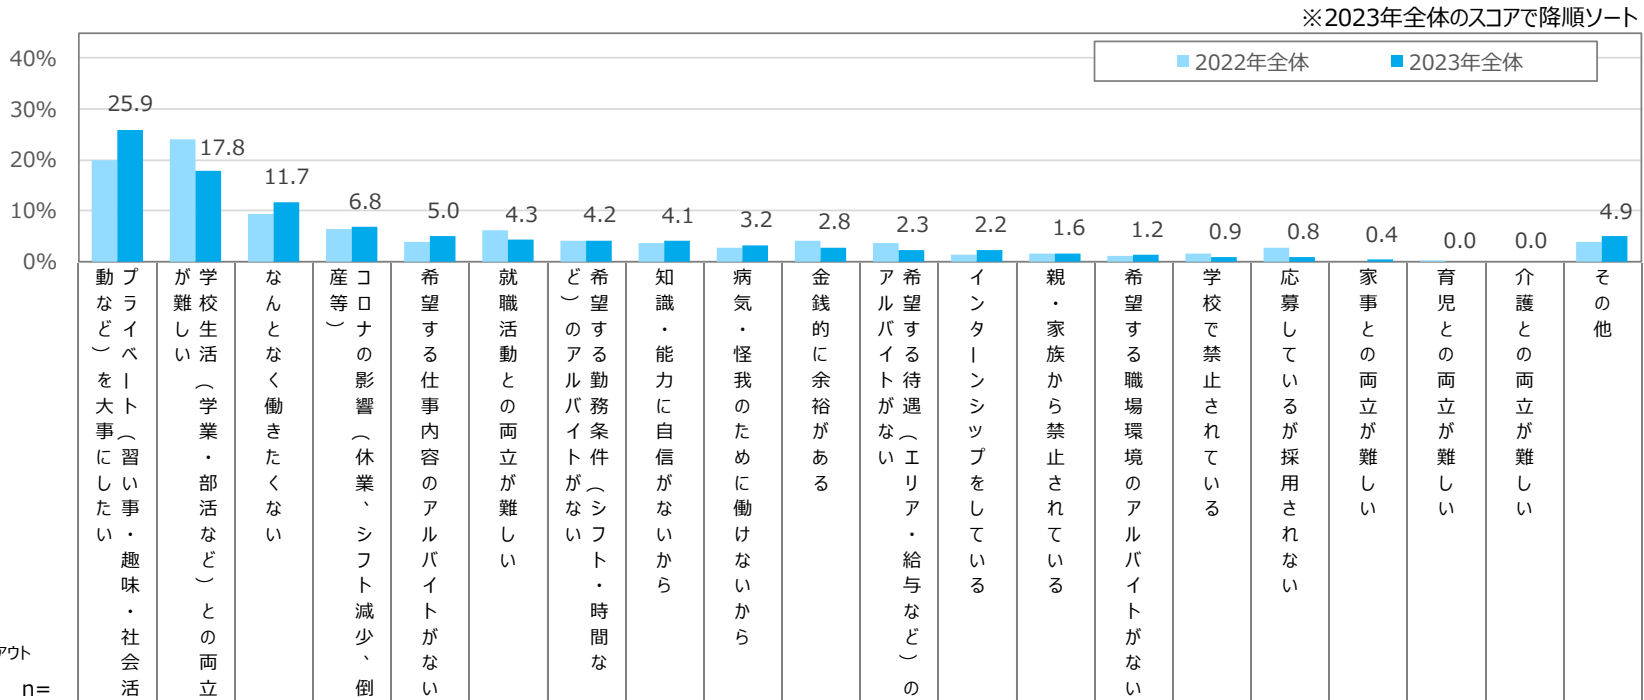 ※2023年全体のスコアで降順ソート
2022年全体
2023年全体
40%
30%
20%
10%
0%
25.9
17.8
11.7
6.8
5.0
4.3
4.2
4.1
3.2
2.8
2.3
2.2
1.6
1.2
0.9
0.8
0.4
0.0
0.0
4.9
プライベート（習い事・趣味・社会活
動など）を大事にしたい
学校生活（学業・部活など）との両立
が難しい
なんとなく働きたくない
コロナの影響（休業、シフト減少、倒
産等）
希望する仕事内容のアルバイトがない
就職活動との両立が難しい
希望する勤務条件（シフト・時間な
ど）のアルバイトがない
知識・能力に自信がないから
病気・怪我のために働けないから
金銭的に余裕がある
希望する待遇（エリア・給与など）の
アルバイトがない
インターンシップをしている
親・家族から禁止されている
希望する職場環境のアルバイトがない
学校で禁止されている
応募しているが採用されない
家事との両立が難しい
育児との両立が難しい
介護との両立が難しい
その他
アウト
n=